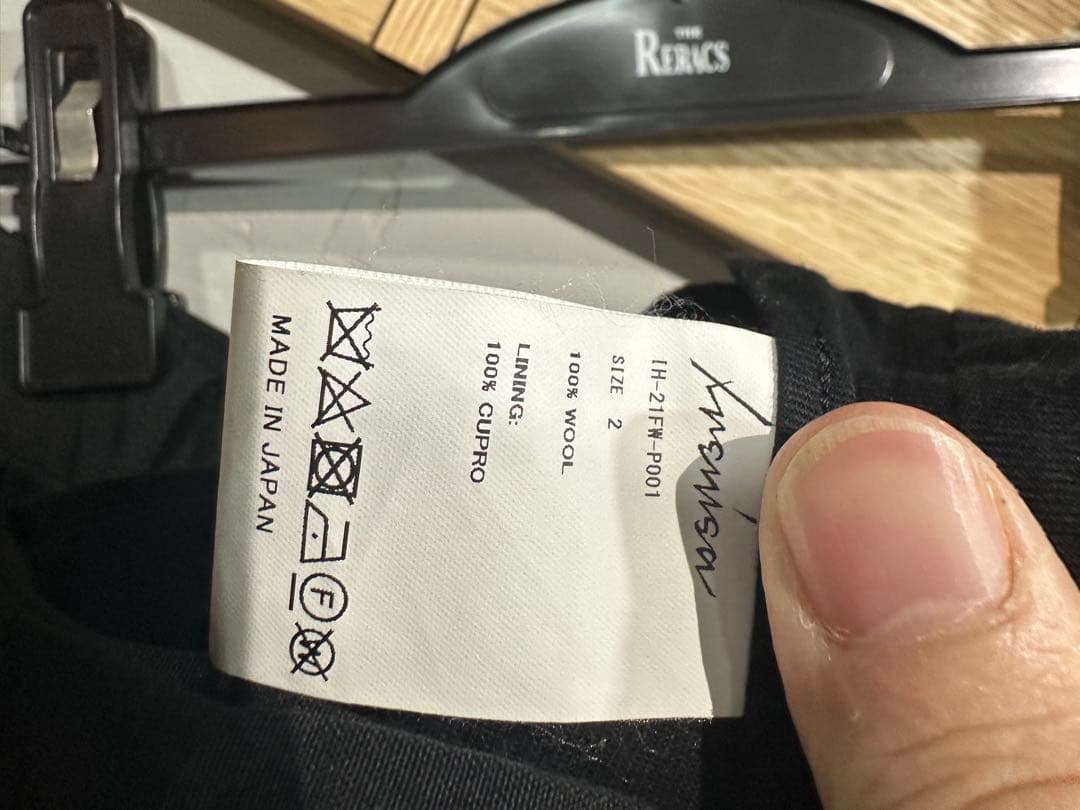 THE
RERACS
IH-21FW-P001
SIZE 2
100% WOOL
LINING:
100% CUPRO
F
W
MADE IN JAPAN